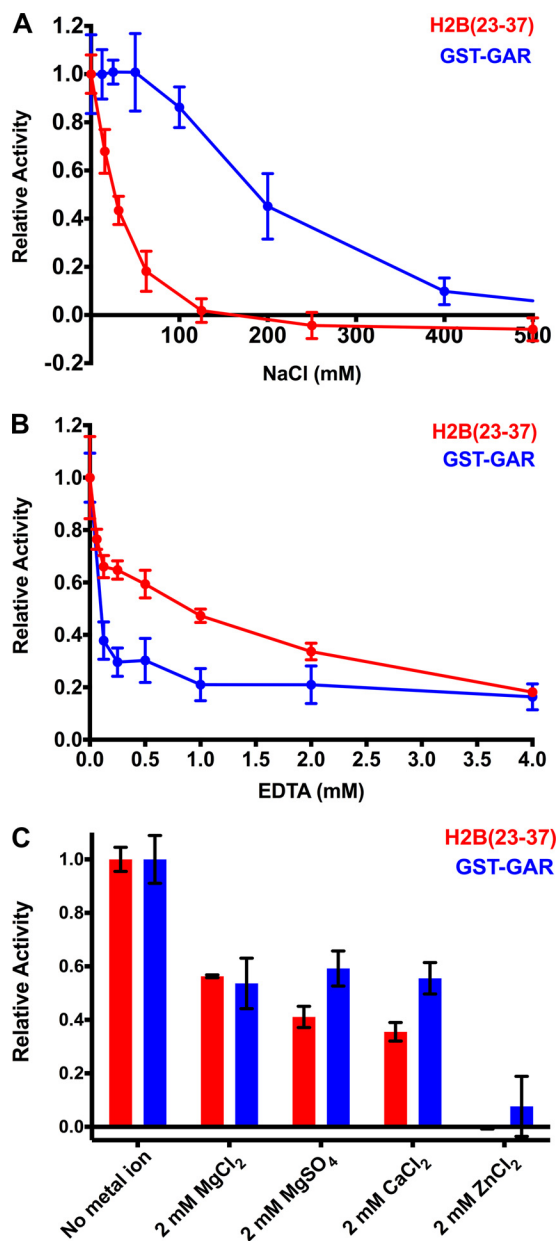 A
H2B(23-37)
GST-GAR
Relative Activity
1.2
1.0
0.8
0.6
0.4
0.2
0.0
-0.2
100 200 300 400 500
NaCl (mM)
B
H2B(23-37)
GST-GAR
Relative Activity
1.2
1.0
0.8
0.6
0.4
0.2
0.0
0.0 0.5 1.0 1.5 2.0 2.5 3.0 3.5 4.0
EDTA (mM)
C
H2B(23-37)
GST-GAR
Relative Activity
1.0
0.8
0.6
0.4
0.2
0.0
No metal ion
2 mM MgCl₂
2 mM MgSO₄
2 mM CaCl₂
2 mM ZnCl₂